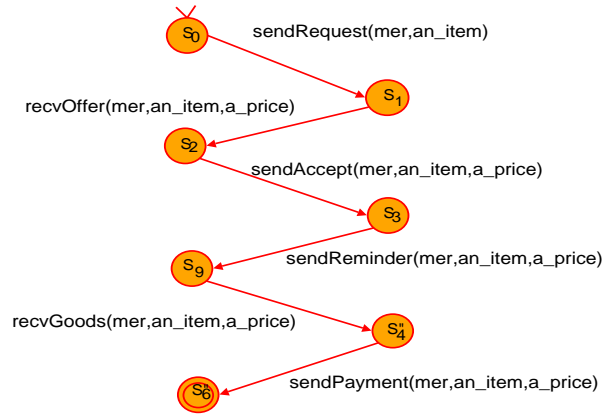 S0
sendRequest(mer,an_item)
S1
recvOffer(mer,an_item,a_price)
S2
sendAccept(mer,an_item,a_price)
S3
S9
sendReminder(mer,an_item,a_price)
recvGoods(mer,an_item,a_price)
S4"
S6"
sendPayment(mer,an_item,a_price)